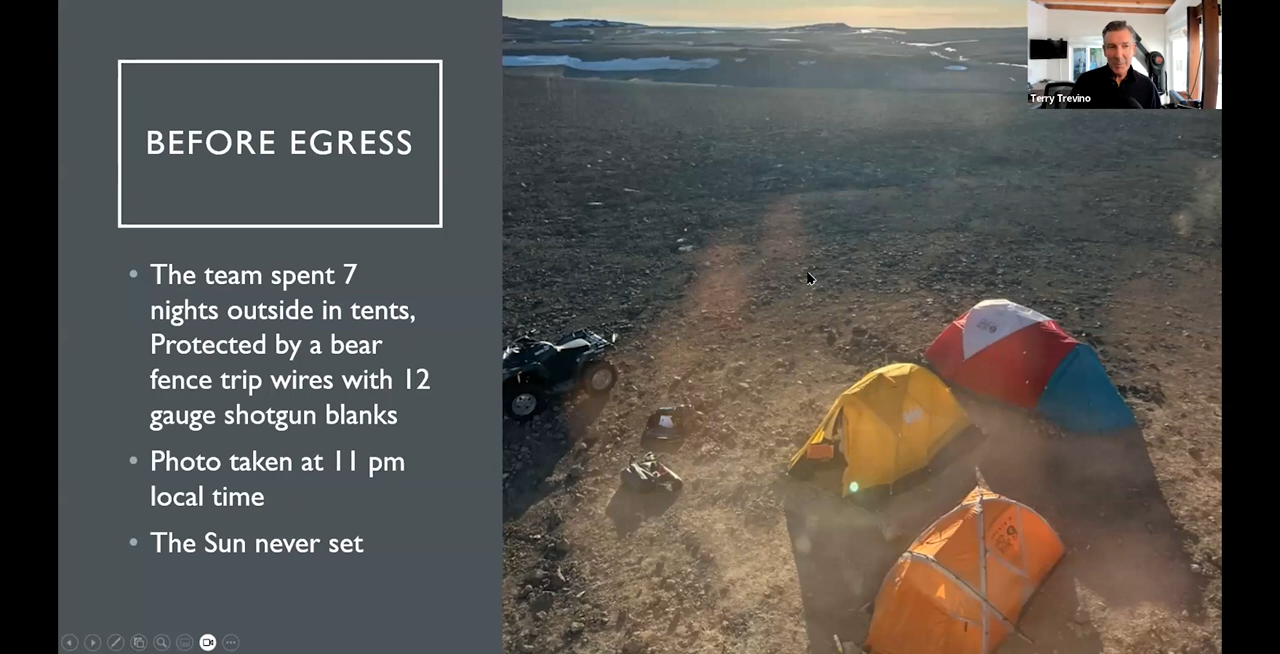 BEFORE EGRESS
• The team spent 7
nights outside in tents,
Protected by a bear
fence trip wires with 12
gauge shotgun blanks
• Photo taken at 11 pm
local time
• The Sun never set
Terry Trevino